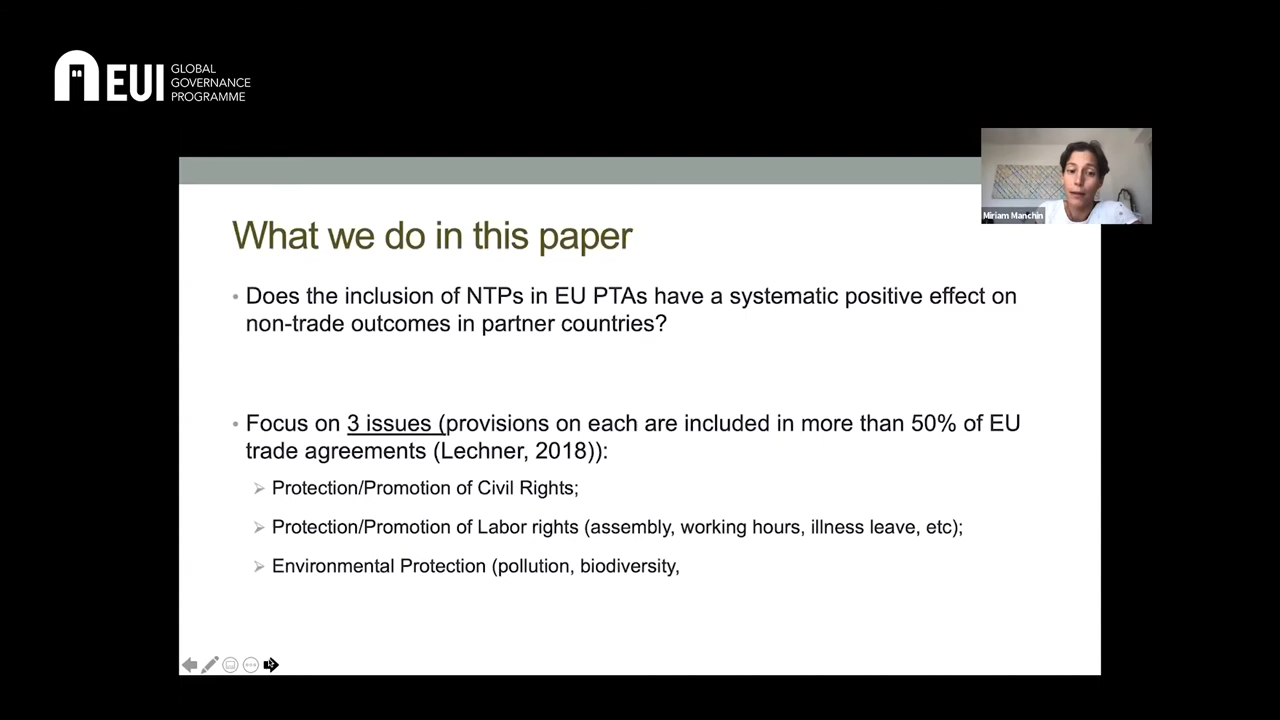 EUI
GLOBAL
GOVERNANCE
PROGRAMME
Miriam Manchin
What we do in this paper
• Does the inclusion of NTPs in EU PTAs have a systematic positive effect on
non-trade outcomes in partner countries?
• Focus on 3 issues (provisions on each are included in more than 50% of EU
trade agreements (Lechner, 2018)):
➢ Protection/Promotion of Civil Rights;
➢ Protection/Promotion of Labor rights (assembly, working hours, illness leave, etc);
➢ Environmental Protection (pollution, biodiversity,